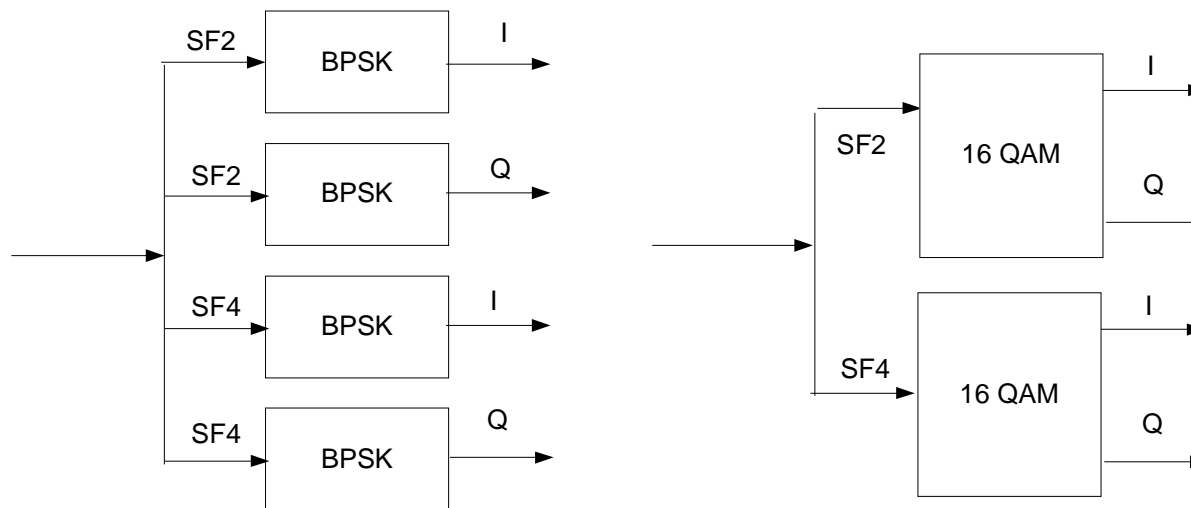 SF2
BPSK
I
SF2
BPSK
Q
SF4
BPSK
I
SF4
BPSK
Q
SF2
16 QAM
I
Q
SF4
16 QAM
I
Q